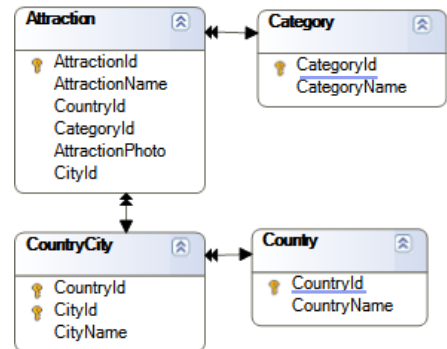 Attraction
AttractionId
AttractionName
CountryId
CategoryId
AttractionPhoto
CityId
Category
CategoryId
CategoryName
CountryCity
CountryId
CityId
CityName
Country
CountryId
CountryName